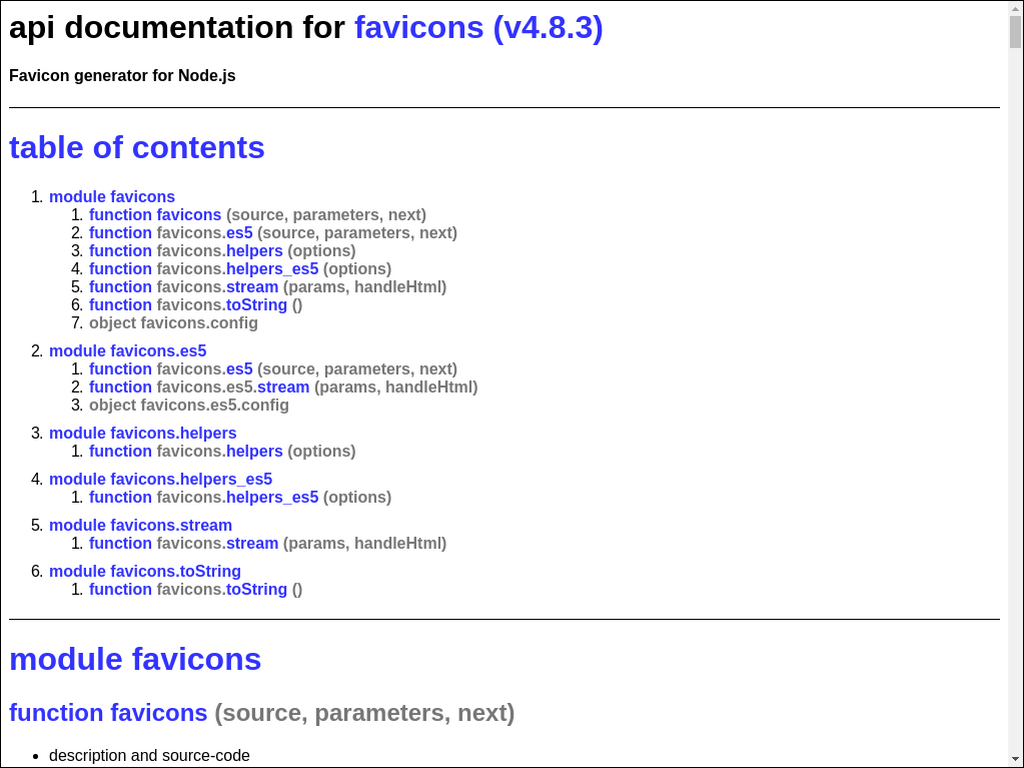 api documentation for favicons (v4.8.3)
Favicon generator for Node.js
table of contents
1. module favicons
1. function favicons (source, parameters, next)
2. function favicons.es5 (source, parameters, next)
3. function favicons.helpers (options)
4. function favicons.helpers_es5 (options)
5. function favicons.stream (params, handleHtml)
6. function favicons.toString ()
7. object favicons.config
2. module favicons.es5
1. function favicons.es5 (source, parameters, next)
2. function favicons.es5.stream (params, handleHtml)
3. object favicons.es5.config
3. module favicons.helpers
1. function favicons.helpers (options)
4. module favicons.helpers_es5
1. function favicons.helpers_es5 (options)
5. module favicons.stream
1. function favicons.stream (params, handleHtml)
6. module favicons.toString
1. function favicons.toString ()
module favicons
function favicons (source, parameters, next)
• description and source-code